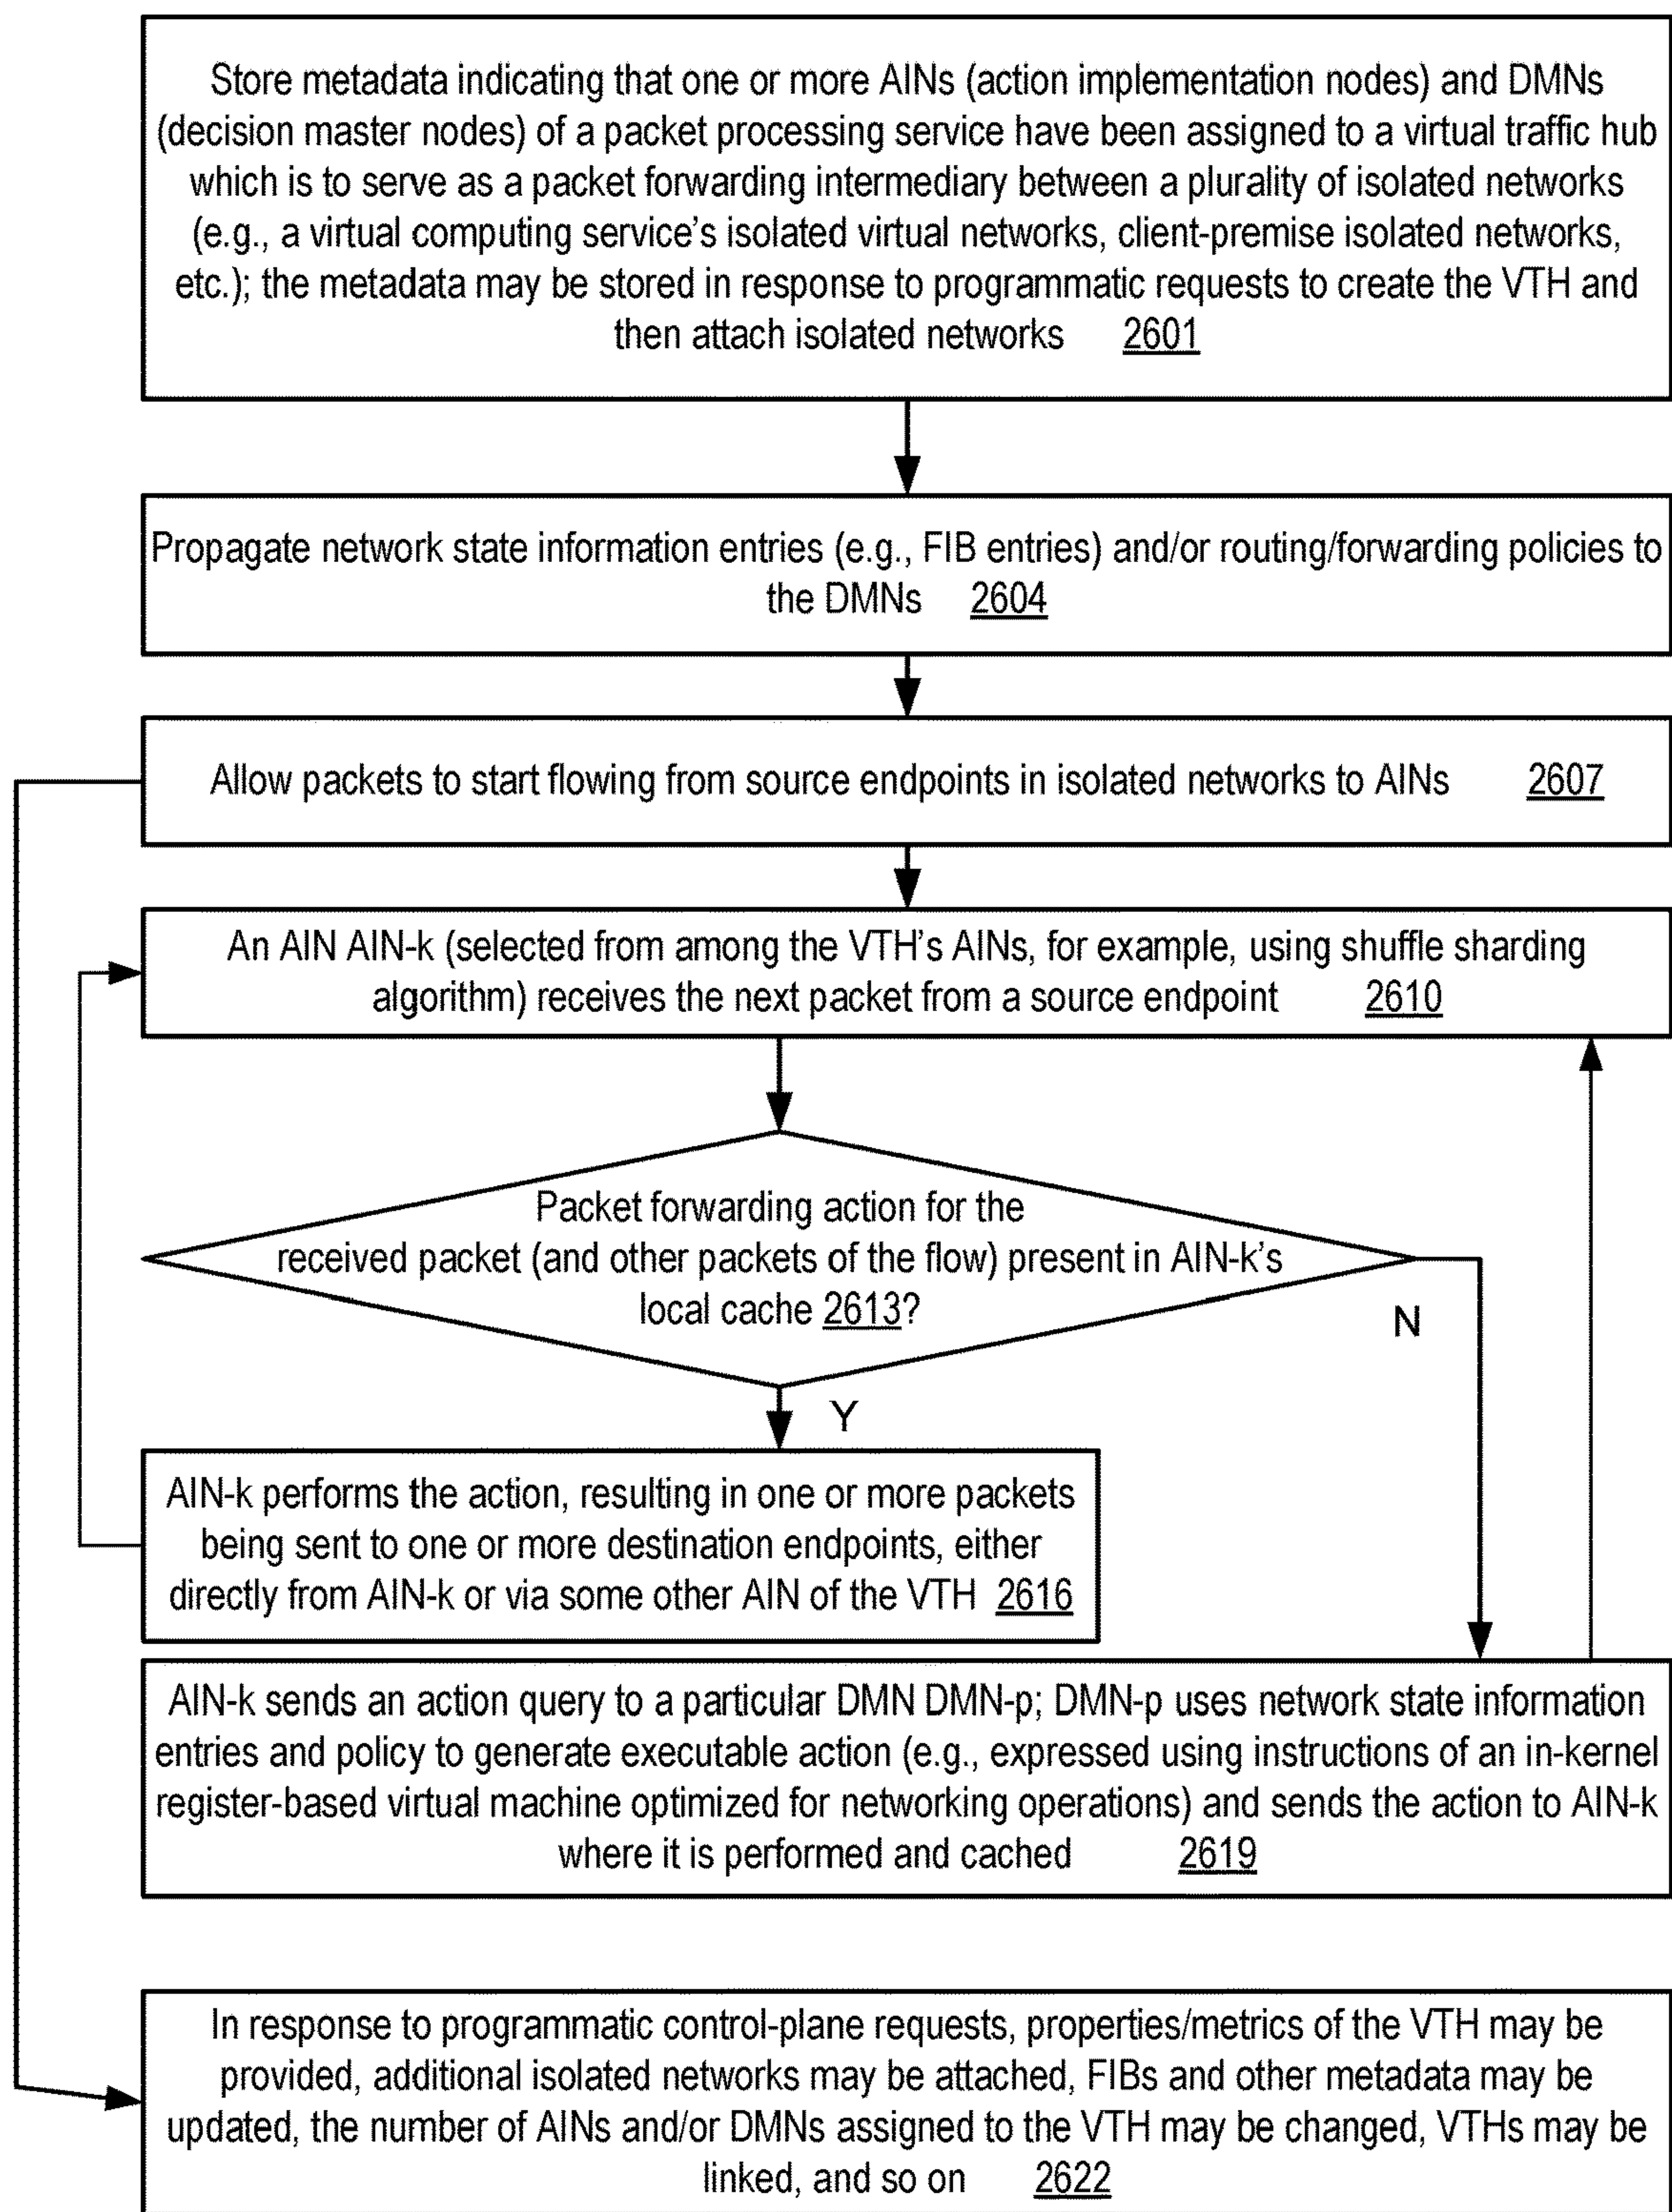 Store metadata indicating that one or more AINs (action implementation nodes) and DMNs
(decision master nodes) of a packet processing service have been assigned to a virtual traffic hub
which is to serve as a packet forwarding intermediary between a plurality of isolated networks
(e.g., a virtual computing service's isolated virtual networks, client-premise isolated networks,
etc.); the metadata may be stored in response to programmatic requests to create the VTH and
then attach isolated networks 2601
Propagate network state information entries (e.g., FIB entries) and/or routing/forwarding policies to
the DMNs 2604
Allow packets to start flowing from source endpoints in isolated networks to AINs 2607
An AIN AIN-k (selected from among the VTH's AINs, for example, using shuffle sharding
algorithm) receives the next packet from a source endpoint 2610
Packet forwarding action for the
received packet (and other packets of the flow) present in AIN-k's
local cache 2613?
N
Y
AIN-k performs the action, resulting in one or more packets
being sent to one or more destination endpoints, either
directly from AIN-k or via some other AIN of the VTH 2616
AIN-k sends an action query to a particular DMN DMN-p; DMN-p uses network state information
entries and policy to generate executable action (e.g., expressed using instructions of an in-kernel
register-based virtual machine optimized for networking operations) and sends the action to AIN-k
where it is performed and cached 2619
In response to programmatic control-plane requests, properties/metrics of the VTH may be
provided, additional isolated networks may be attached, FIBs and other metadata may be
updated, the number of AINs and/or DMNs assigned to the VTH may be changed, VTHs may be
linked, and so on 2622